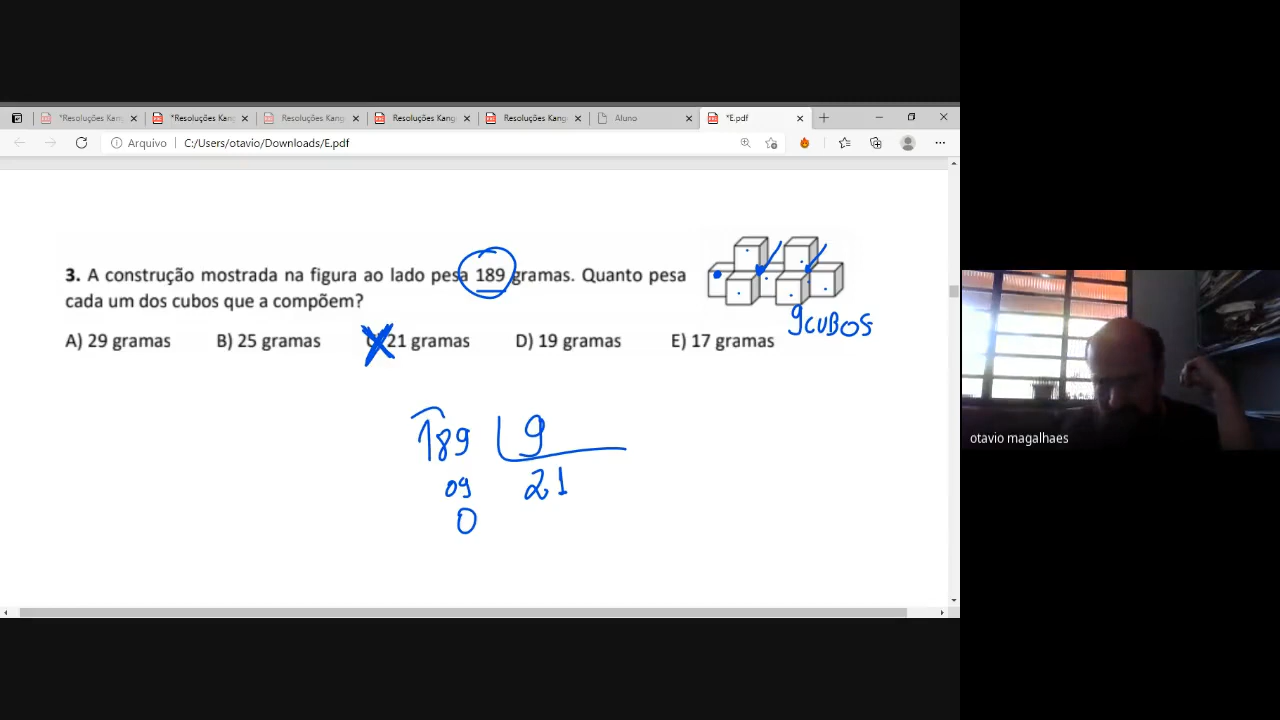 *Resoluções Kang
*Resoluções Kang
Resoluções Kang
Resoluções Kang
Resoluções Kang
Aluno
*E.pdf
Arquivo
C:/Users/otavio/Downloads/E.pdf
3. A construção mostrada na figura ao lado pesa 189 gramas. Quanto pesa
cada um dos cubos que a compõem?
9 CUBOS
A) 29 gramas B) 25 gramas 21 gramas D) 19 gramas E) 17 gramas
189 9
09 21
0
otavio magalhaes